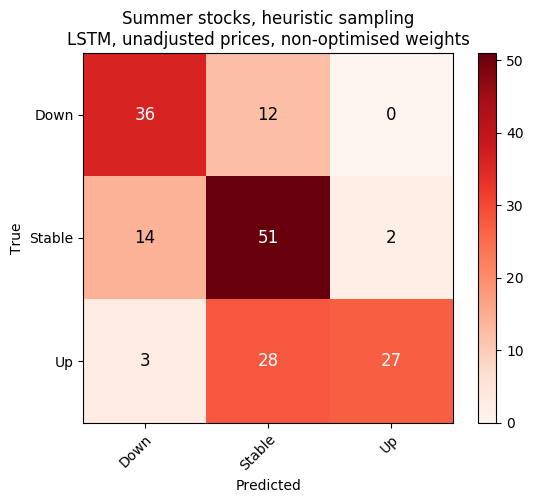 Summer stocks, heuristic sampling
LSTM, unadjusted prices, non-optimised weights
True
Down
36
12
0
Stable
14
51
2
Up
3
28
27
Down
Stable
Up
Predicted
50
40
30
20
10
0